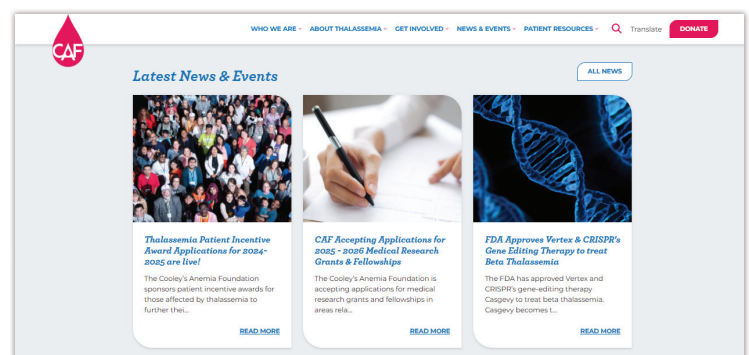 WHO WE ARE ABOUT THALASSEMIA GET INVOLVED NEWS & EVENTS PATIENT RESOURCES Translate DONATE
CAF
Latest News & Events
ALL NEWS
Thalassemia Patient Incentive
Award Applications for 2024-
2025 are live!
The Cooley's Anemia Foundation
sponsors patient incentive awards for
those affected by thalassemia to
further thei...
READ MORE
CAF Accepting Applications for
2025 - 2026 Medical Research
Grants & Fellowships
The Cooley's Anemia Foundation is
accepting applications for medical
research grants and fellowships in
areas rela...
READ MORE
FDA Approves Vertex & CRISPR's
Gene Editing Therapy to treat
Beta Thalassemia
The FDA has approved Vertex and
CRISPR's gene-editing therapy
Casgevy to treat beta thalassemia.
Casgevy becomes t...
READ MORE